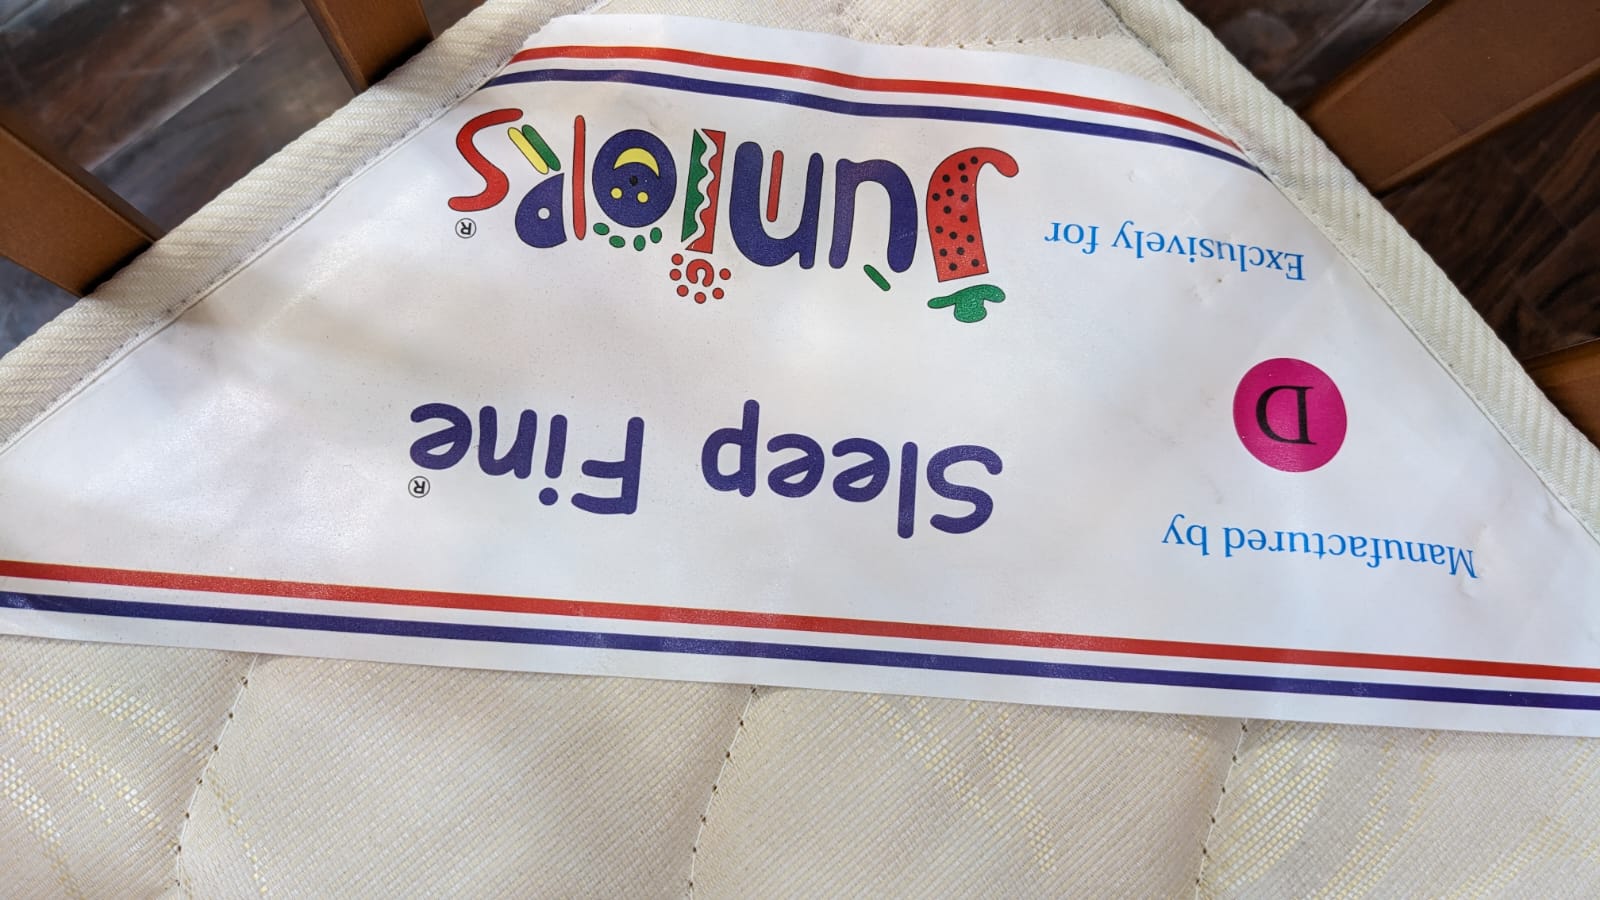 Manufactured by
D
Sleep Fine®
Exclusively for
Juniors®